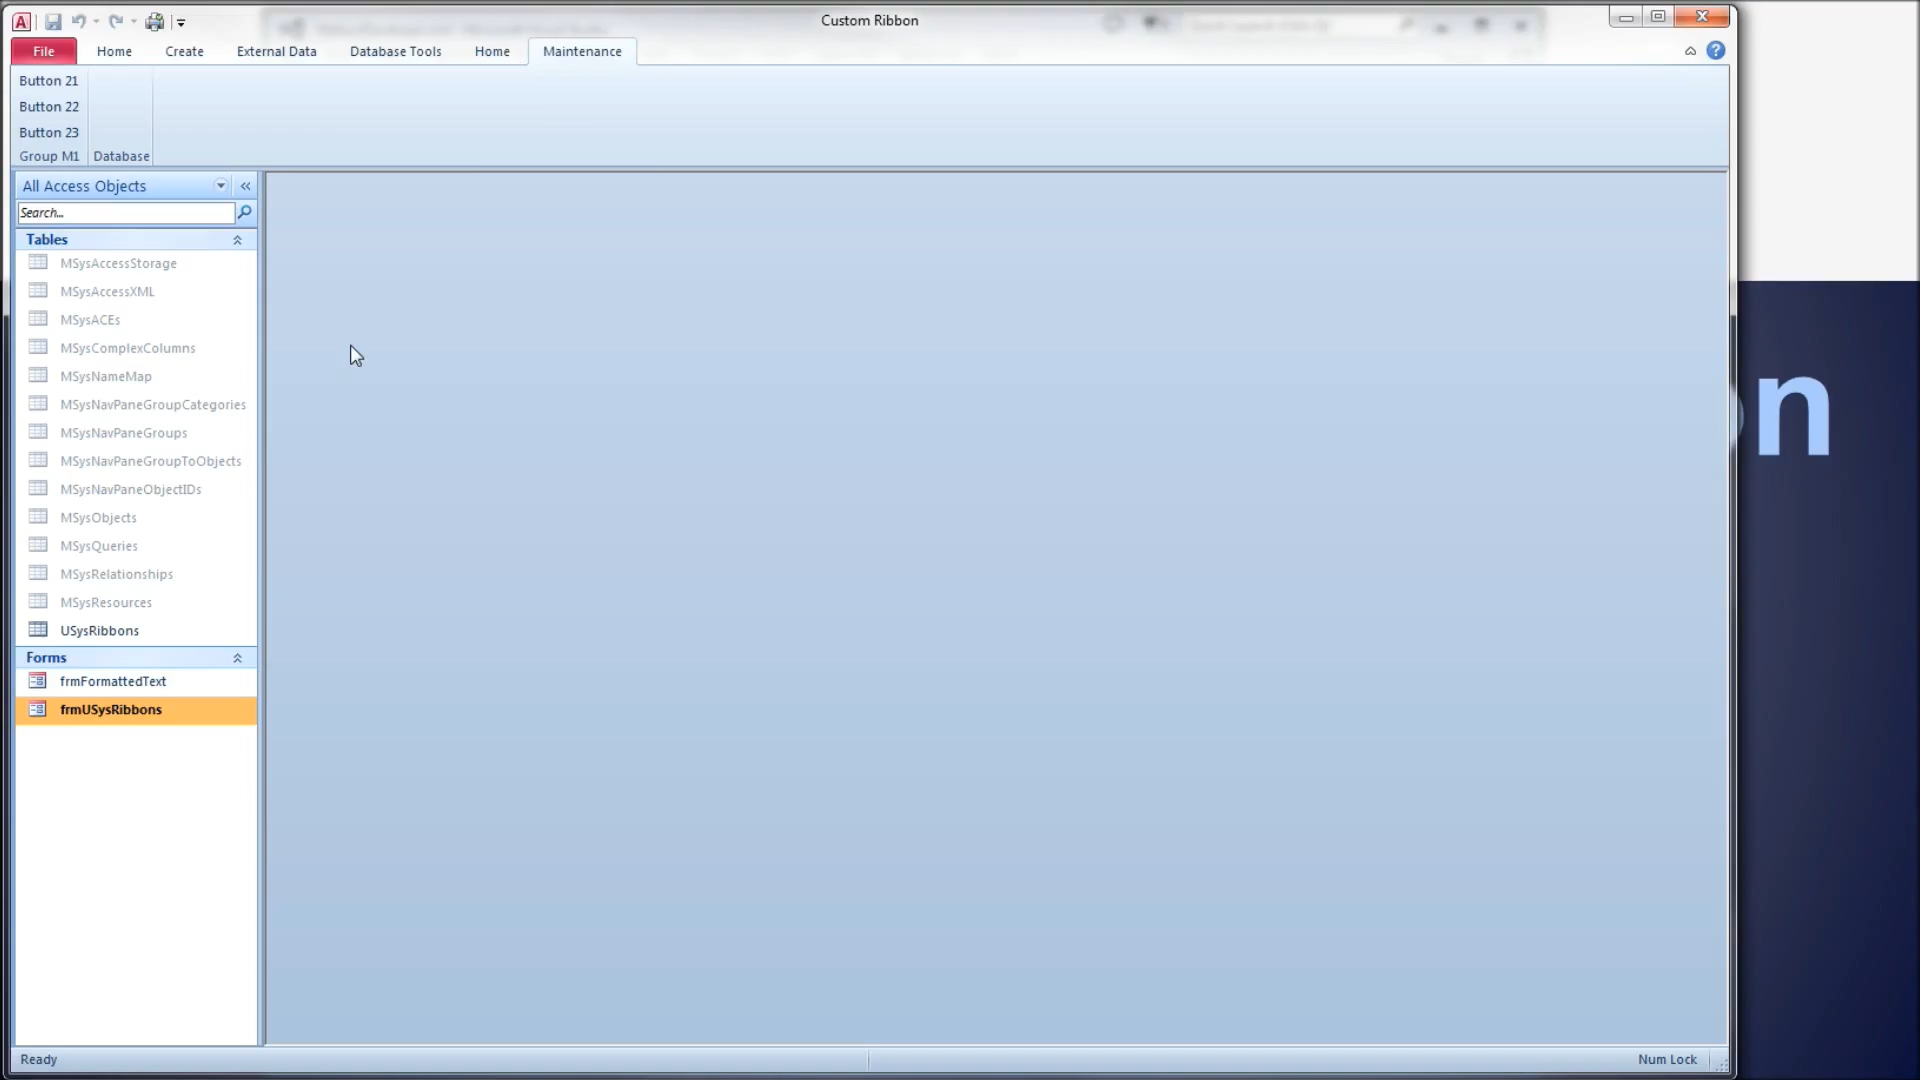 Custom Ribbon
File Home Create External Data Database Tools Home Maintenance
Button 21
Button 22
Button 23
Group M1 Database
All Access Objects
Search...
Tables
MSysAccessStorage
MSysAccessXML
MSysACEs
MSysComplexColumns
MSysNameMap
MSysNavPaneGroupCategories
MSysNavPaneGroups
MSysNavPaneGroupToObjects
MSysNavPaneObjectIDs
MSysObjects
MSysQueries
MSysRelationships
MSysResources
USysRibbons
Forms
frmFormattedText
frmUSysRibbons
n
Ready Num Lock